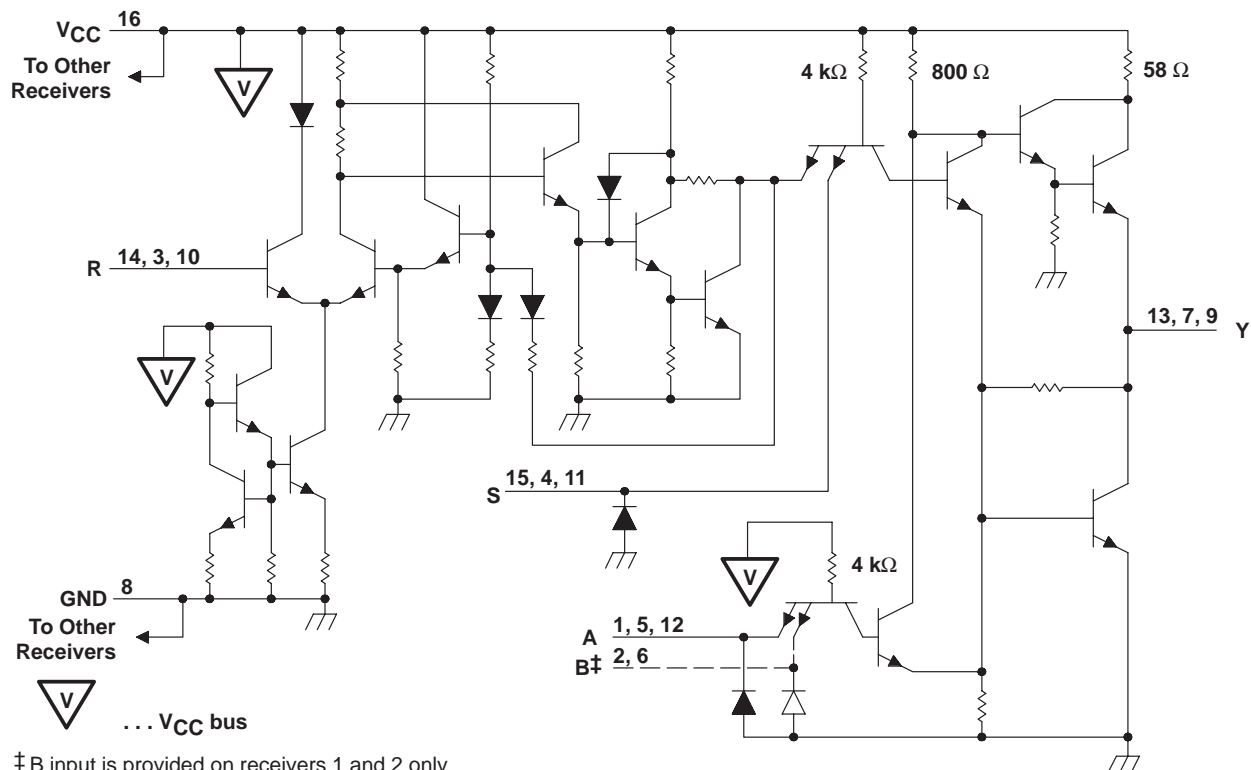 VCC 16
To Other
Receivers
V
4 kΩ
800 Ω
58 Ω
R 14, 3, 10
13, 7, 9 Y
V
S 15, 4, 11
V
4 kΩ
GND 8
To Other
Receivers
A 1, 5, 12
B‡ 2, 6
V
. . . VCC bus
‡ B input is provided on receivers 1 and 2 only